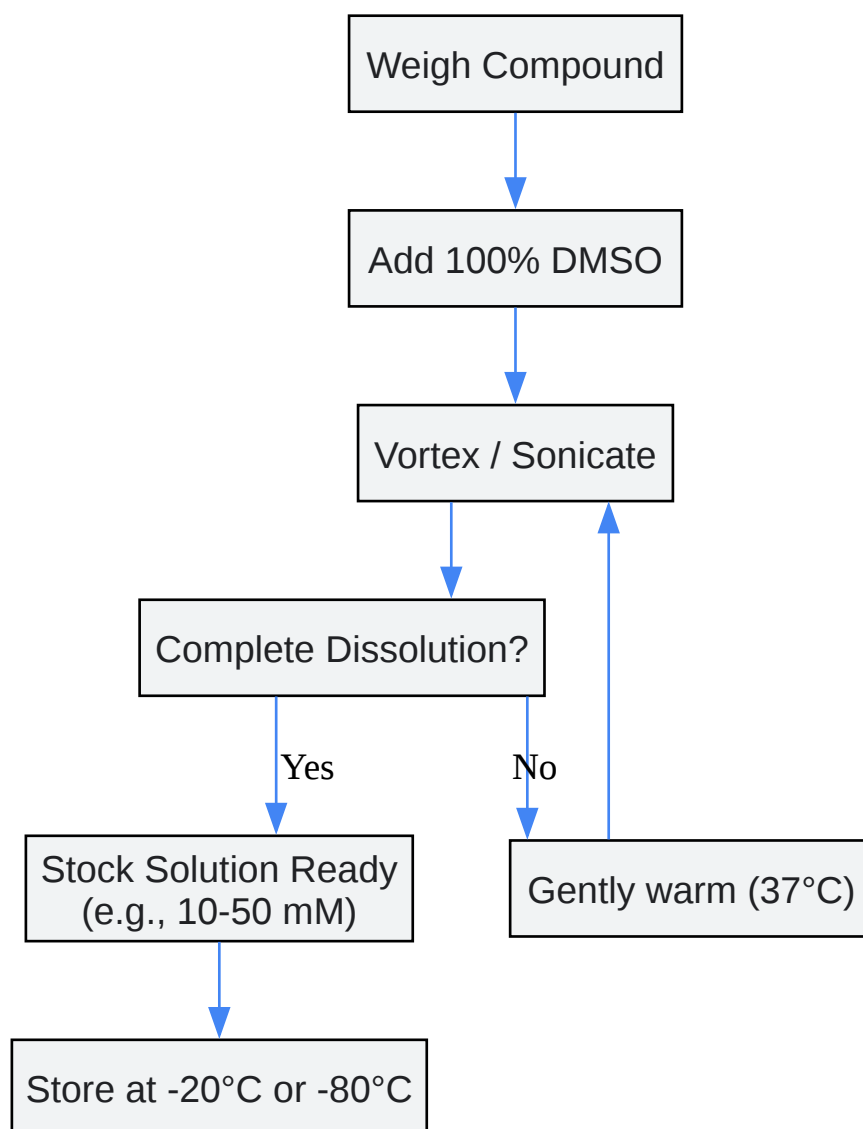 Weigh Compound
Add 100% DMSO
Vortex / Sonicate
Complete Dissolution?
Yes
No
Stock Solution Ready
(e.g., 10-50 mM)
Gently warm (37°C)
Store at -20°C or -80°C